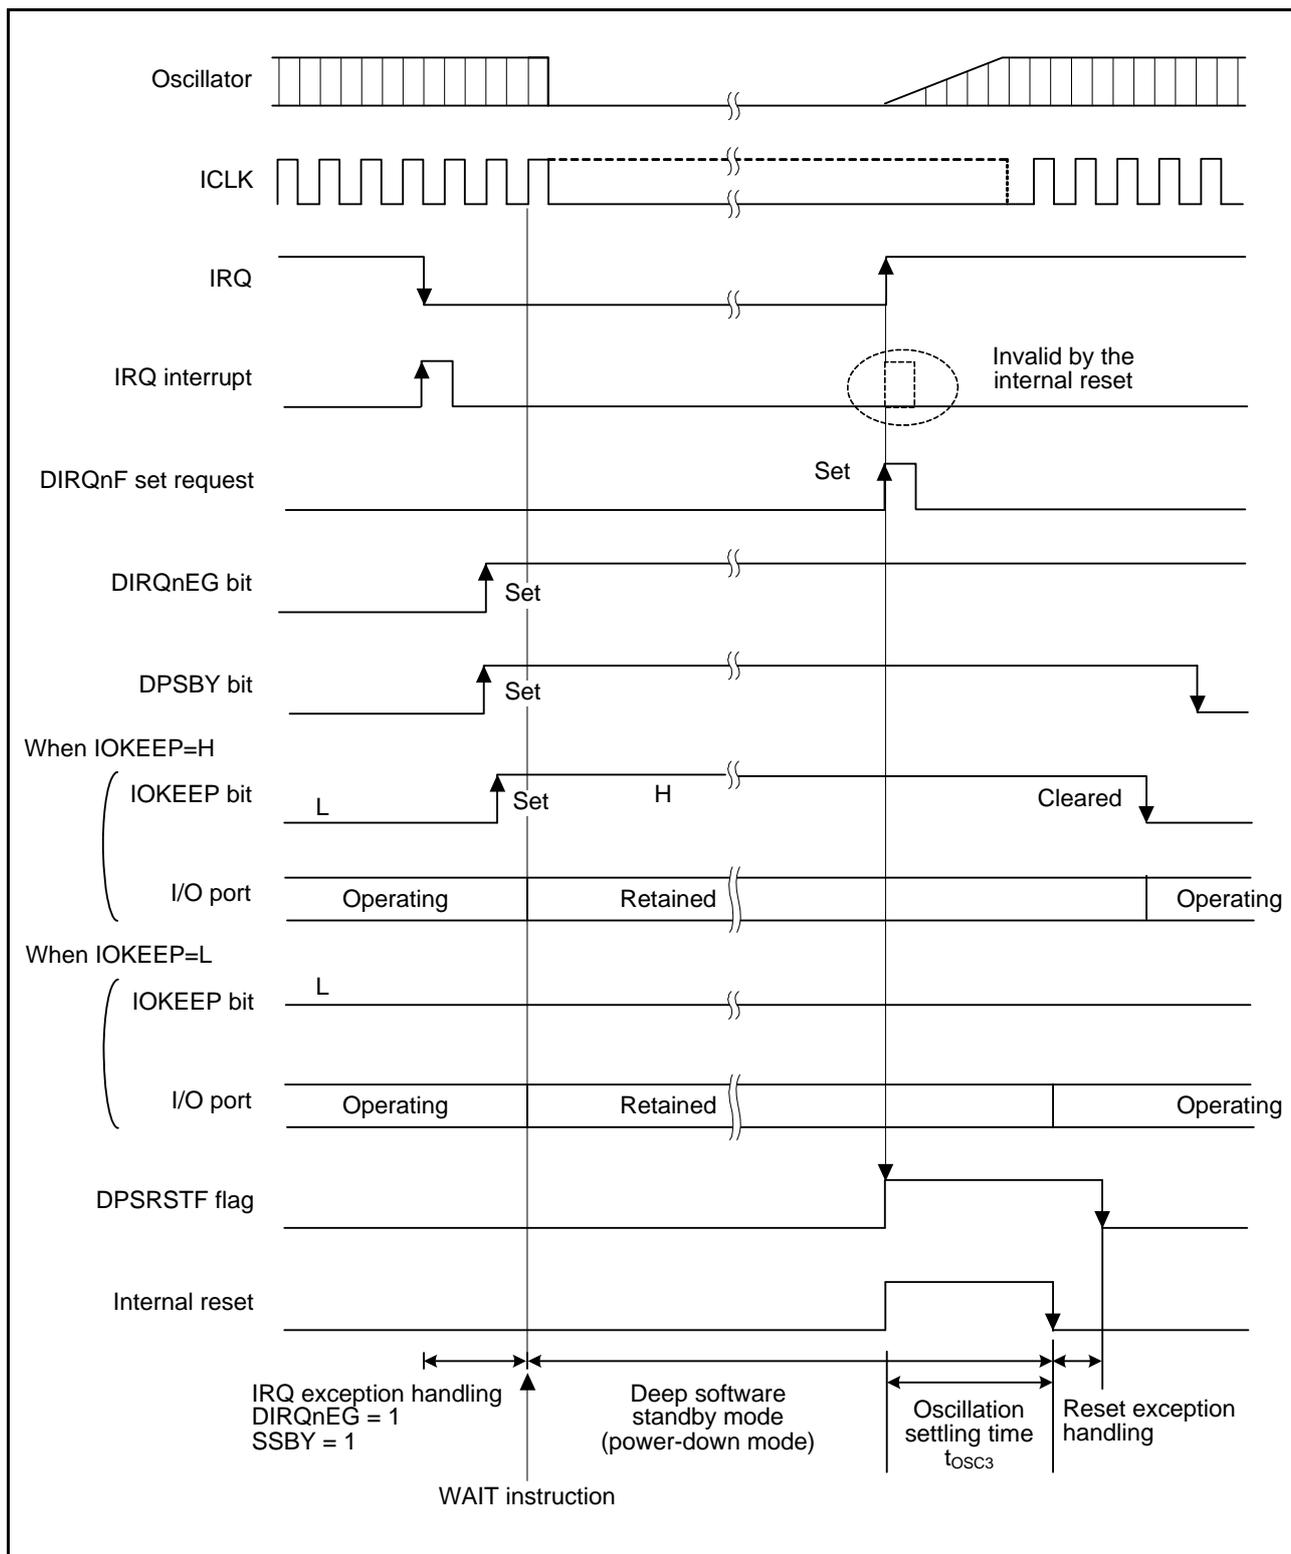 Oscillator
ICLK
IRQ
IRQ interrupt
Invalid by the
internal reset
DIRQnF set request
Set
DIRQnEG bit
Set
DPSBY bit
Set
When IOKEEP=H
IOKEEP bit
L
Set
H
Cleared
I/O port
Operating
Retained
Operating
When IOKEEP=L
IOKEEP bit
L
I/O port
Operating
Retained
Operating
DPSRSTF flag
Internal reset
IRQ exception handling
DIRQnEG = 1
SSBY = 1
Deep software
standby mode
(power-down mode)
Oscillation
settling time
tOSC3
Reset exception
handling
WAIT instruction